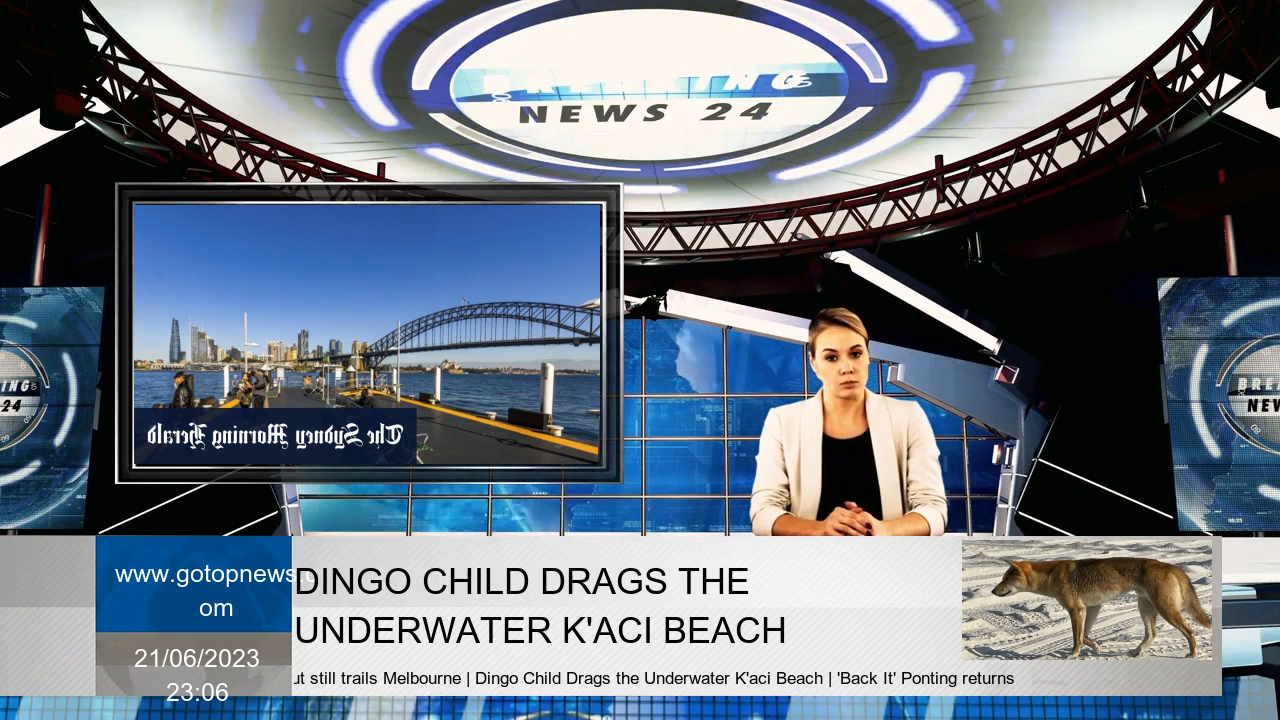 NEWS 24
The Sydney Morning Herald
www.gotopnews.c
om
DINGO CHILD DRAGS THE
UNDERWATER K'ACI BEACH
21/06/2023
23:06
ut still trails Melbourne | Dingo Child Drags the Underwater K'aci Beach | 'Back It' Ponting returns